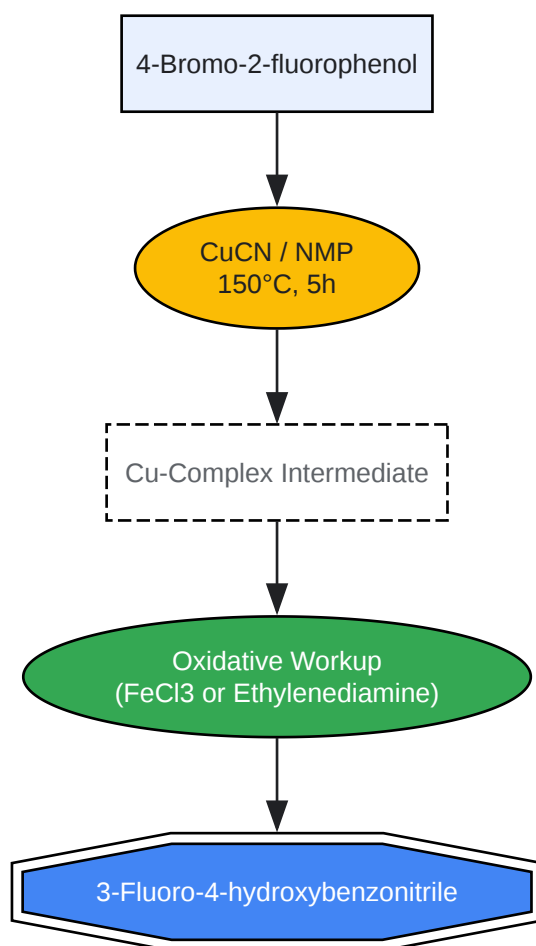 4-Bromo-2-fluorophenol
CuCN / NMP
150°C, 5h
Cu-Complex Intermediate
Oxidative Workup
(FeCl3 or Ethylenediamine)
3-Fluoro-4-hydroxybenzonitrile